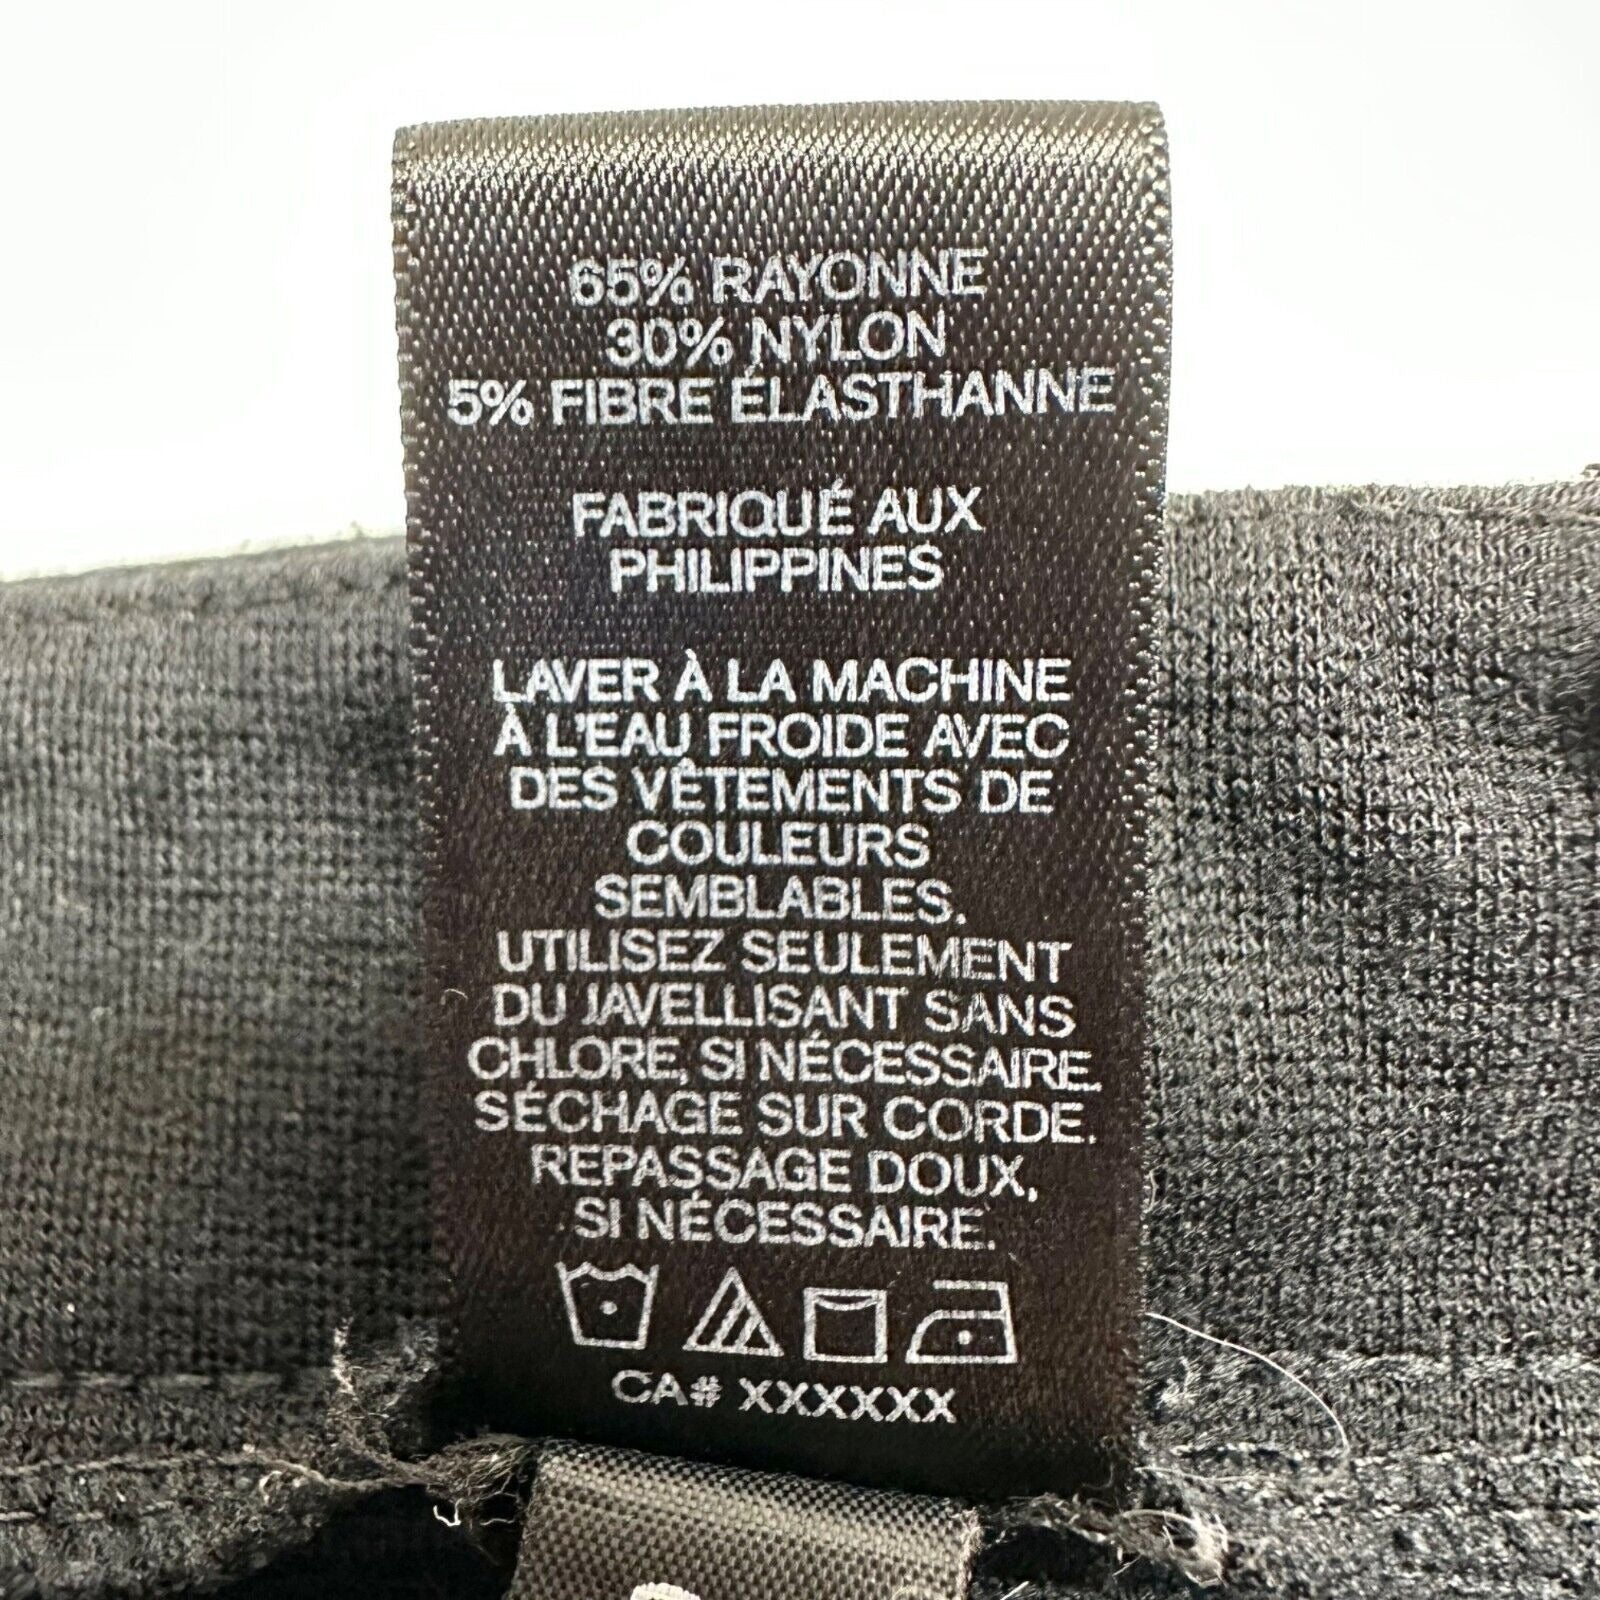 65% RAYONNE
30% NYLON
5% FIBRE ÉLASTHANNE
FABRIQUÉ AUX
PHILIPPINES
LAVER À LA MACHINE
À L'EAU FROIDE AVEC
DES VÊTEMENTS DE
COULEURS
SEMBLABLES.
UTILISEZ SEULEMENT
DU JAVELLISANT SANS
CHLORE, SI NÉCESSAIRE.
SÉCHAGE SUR CORDE.
REPASSAGE DOUX,
SI NÉCESSAIRE.
CA# XXXXXX